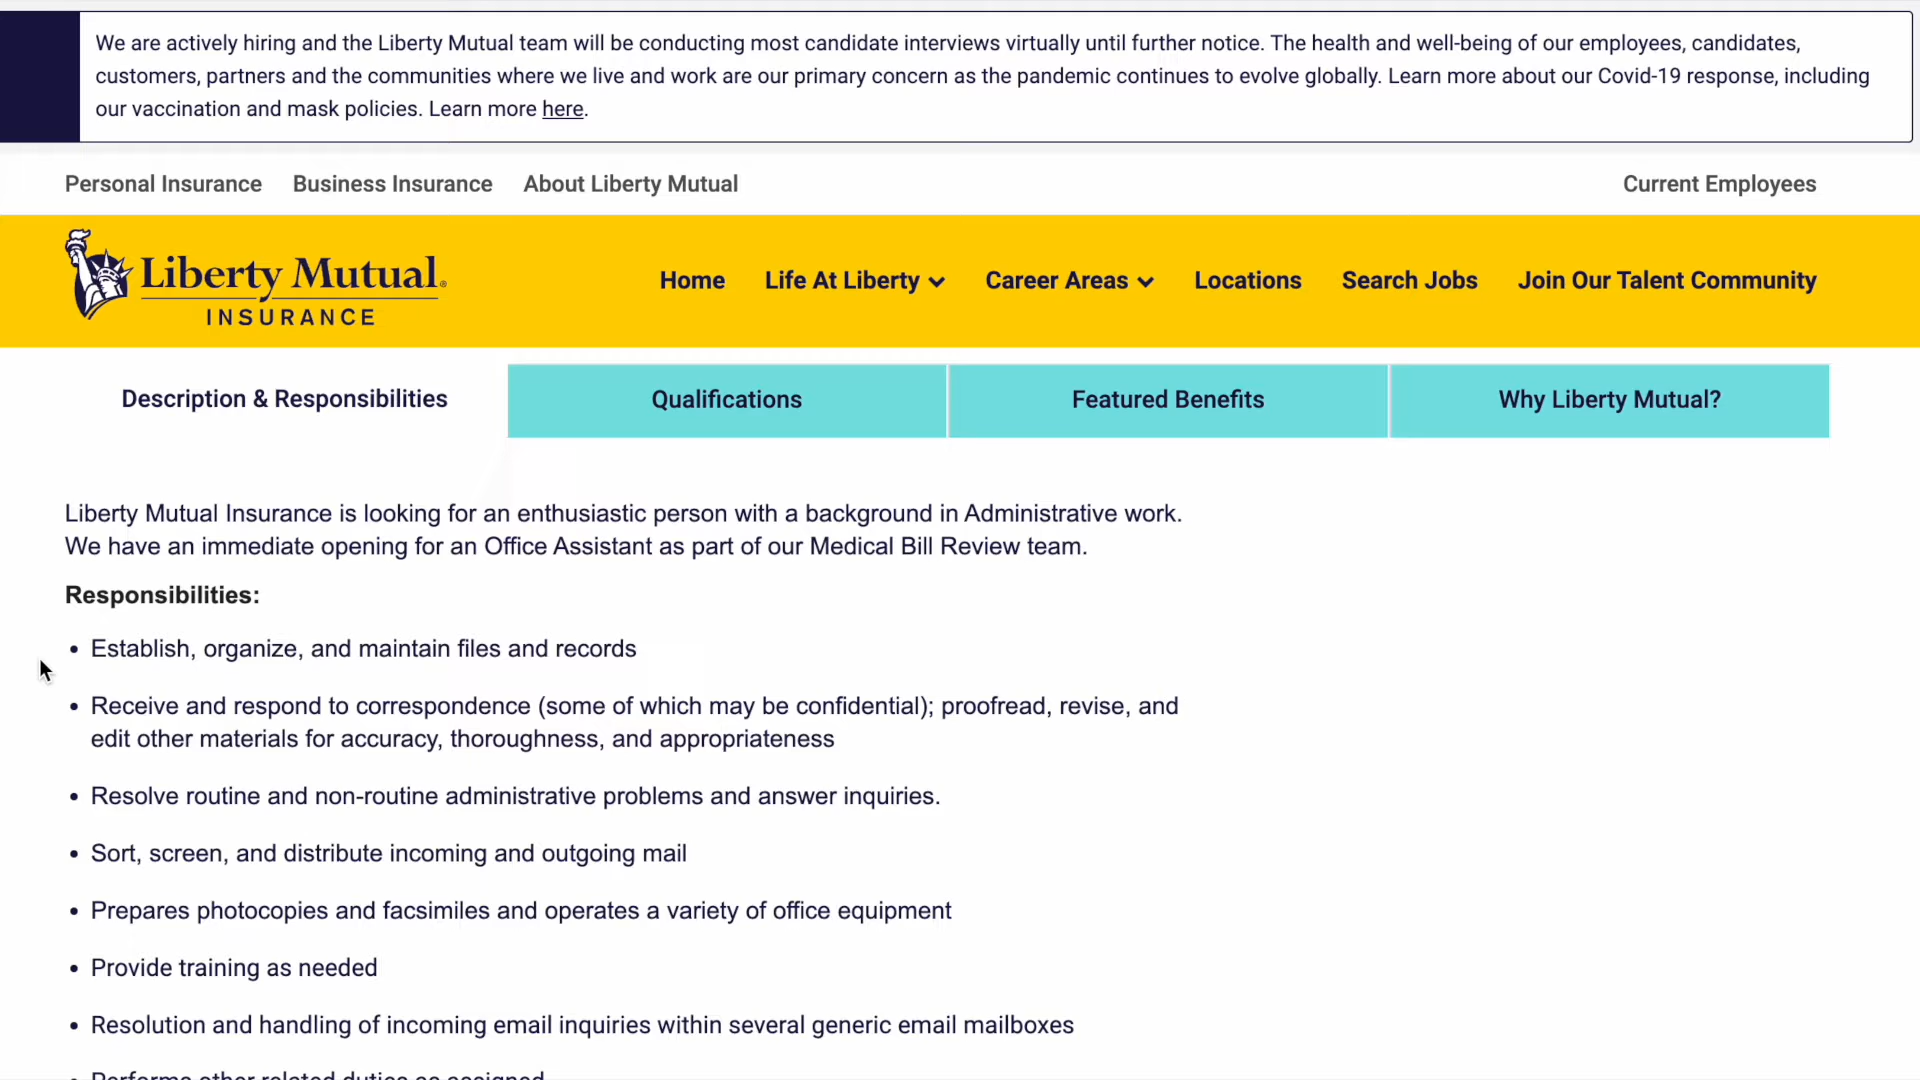 We are actively hiring and the Liberty Mutual team will be conducting most candidate interviews virtually until further notice. The health and well-being of our employees, candidates,
customers, partners and the communities where we live and work are our primary concern as the pandemic continues to evolve globally. Learn more about our Covid-19 response, including
our vaccination and mask policies. Learn more here.
Personal Insurance Business Insurance About Liberty Mutual Current Employees
Liberty Mutual®
INSURANCE
Home Life At Liberty Career Areas Locations Search Jobs Join Our Talent Community
Description & Responsibilities Qualifications Featured Benefits Why Liberty Mutual?
Liberty Mutual Insurance is looking for an enthusiastic person with a background in Administrative work.
We have an immediate opening for an Office Assistant as part of our Medical Bill Review team.
Responsibilities:
• Establish, organize, and maintain files and records
• Receive and respond to correspondence (some of which may be confidential); proofread, revise, and
edit other materials for accuracy, thoroughness, and appropriateness
• Resolve routine and non-routine administrative problems and answer inquiries.
• Sort, screen, and distribute incoming and outgoing mail
• Prepares photocopies and facsimiles and operates a variety of office equipment
• Provide training as needed
• Resolution and handling of incoming email inquiries within several generic email mailboxes
• Performs other related duties as assigned